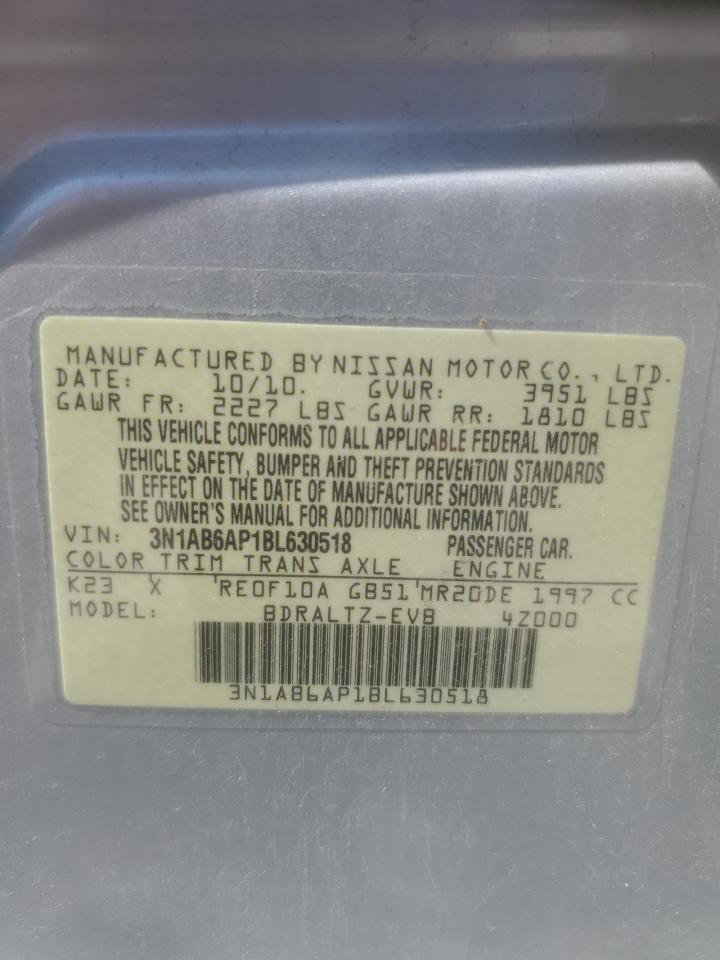 MANUFACTURED BY NISSAN MOTOR CO., LTD.
DATE: 10/10. GVWR: 3951 LBS
GAWR FR: 2227 LBS GAWR RR: 1810 LBS
THIS VEHICLE CONFORMS TO ALL APPLICABLE FEDERAL MOTOR
VEHICLE SAFETY, BUMPER AND THEFT PREVENTION STANDARDS
IN EFFECT ON THE DATE OF MANUFACTURE SHOWN ABOVE.
SEE OWNER'S MANUAL FOR ADDITIONAL INFORMATION.
VIN: 3N1AB6AP1BL630518 PASSENGER CAR.
COLOR TRIM TRANS AXLE ENGINE
K23 X 'RE0F10A GB51'MR20DE 1997 CC
MODEL: BDRALTZ-EVB 4Z000
3N1AB6AP1BL630518